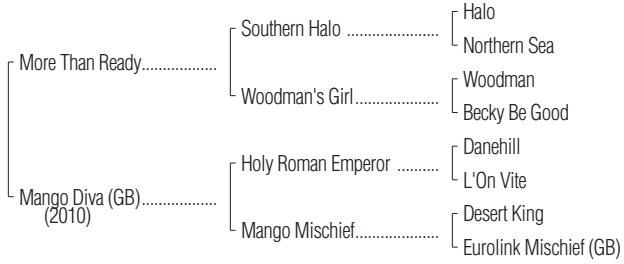 Halo
Southern Halo ....................
Northern Sea
More Than Ready..................
Woodman
Woodman's Girl....................
Becky Be Good
Danehill
Holy Roman Emperor ..........
L'On Vite
Mango Diva (GB)..................
(2010)
Desert King
Mango Mischief....................
Eurolink Mischief (GB)